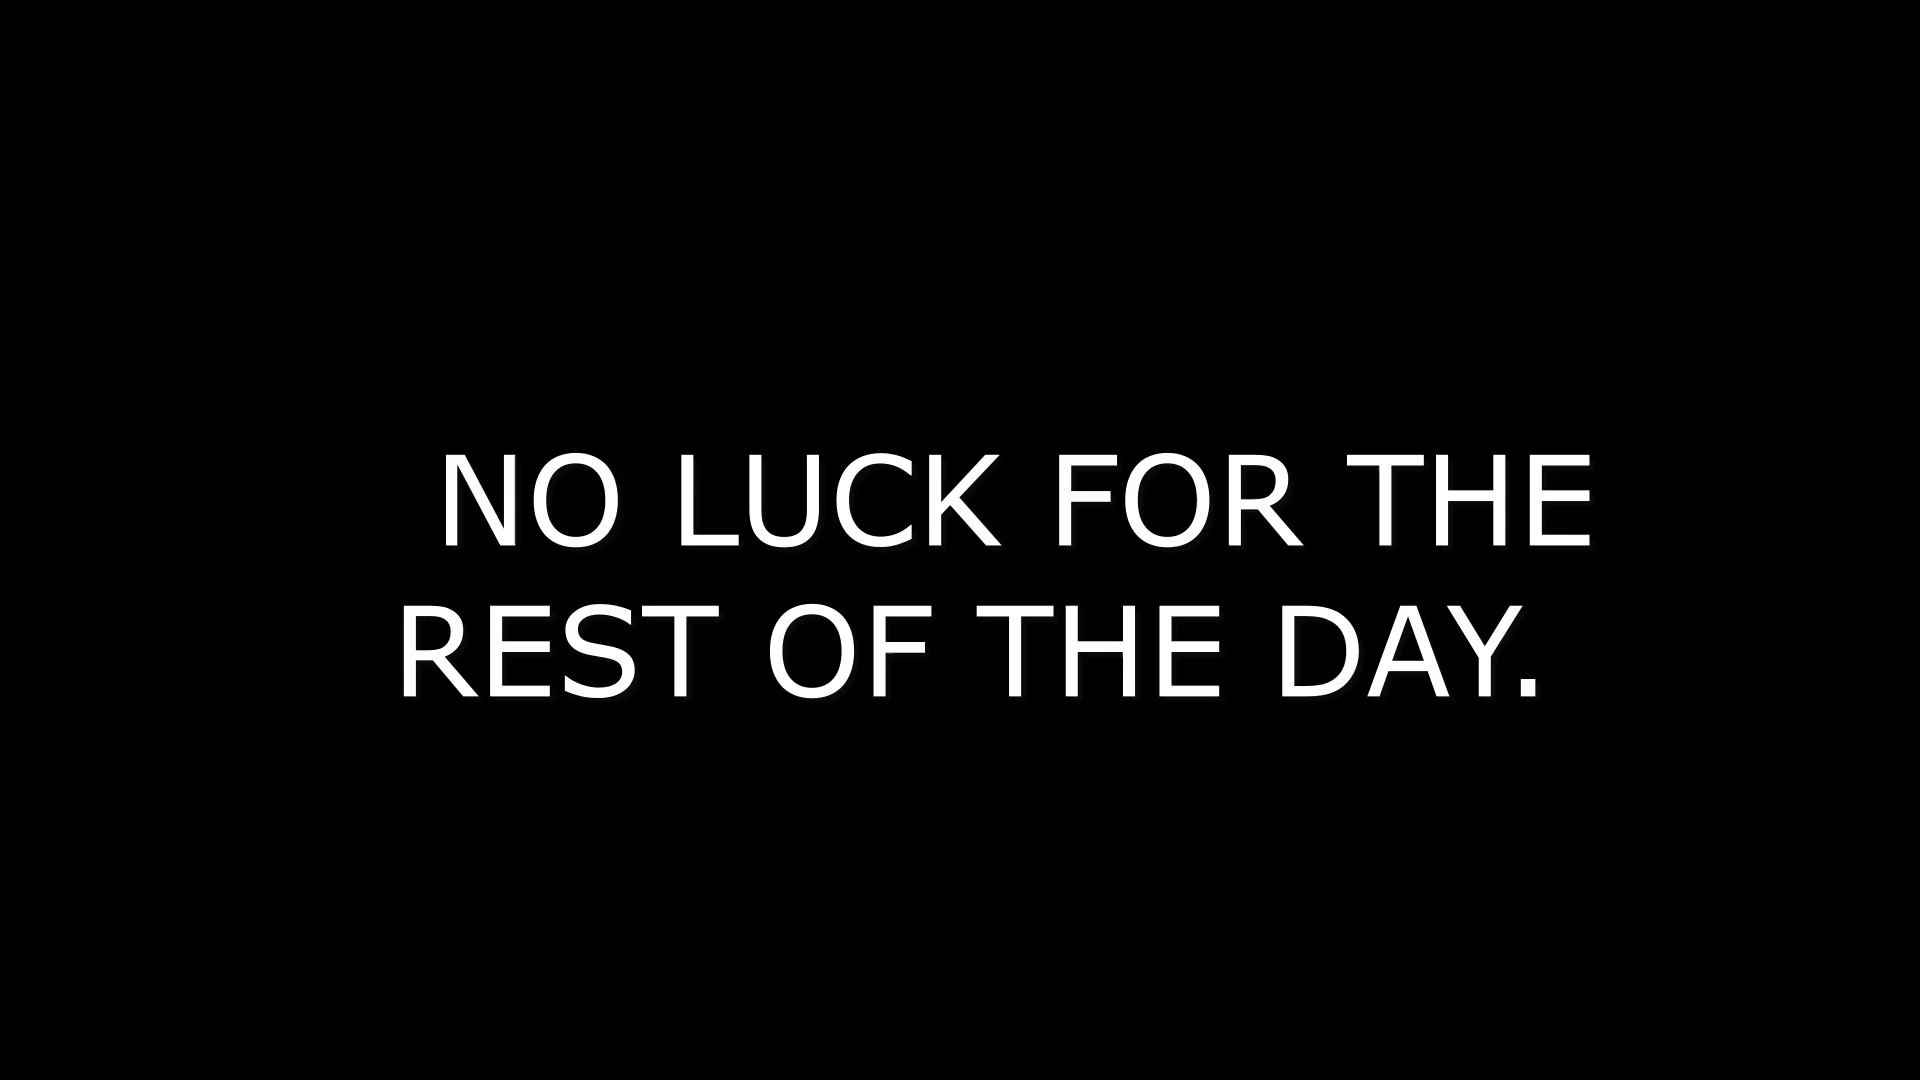 NO LUCK FOR THE
REST OF THE DAY.